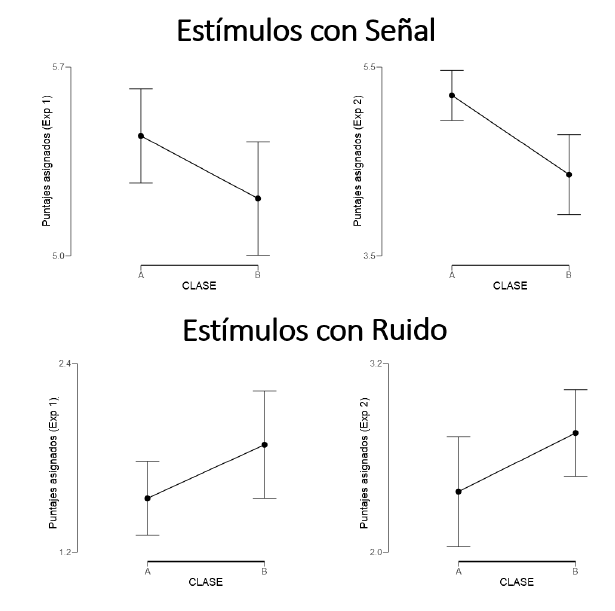 Estímulos con Señal
5.7
Puntajes asignados (Exp 1)
5.0
A
B
CLASE
5.5
Puntajes asignados (Exp 2)
3.5
A
B
CLASE
Estímulos con Ruido
2.4
Puntajes asignados (Exp 1)
1.2
A
B
CLASE
3.2
Puntajes asignados (Exp 2)
2.0
A
B
CLASE